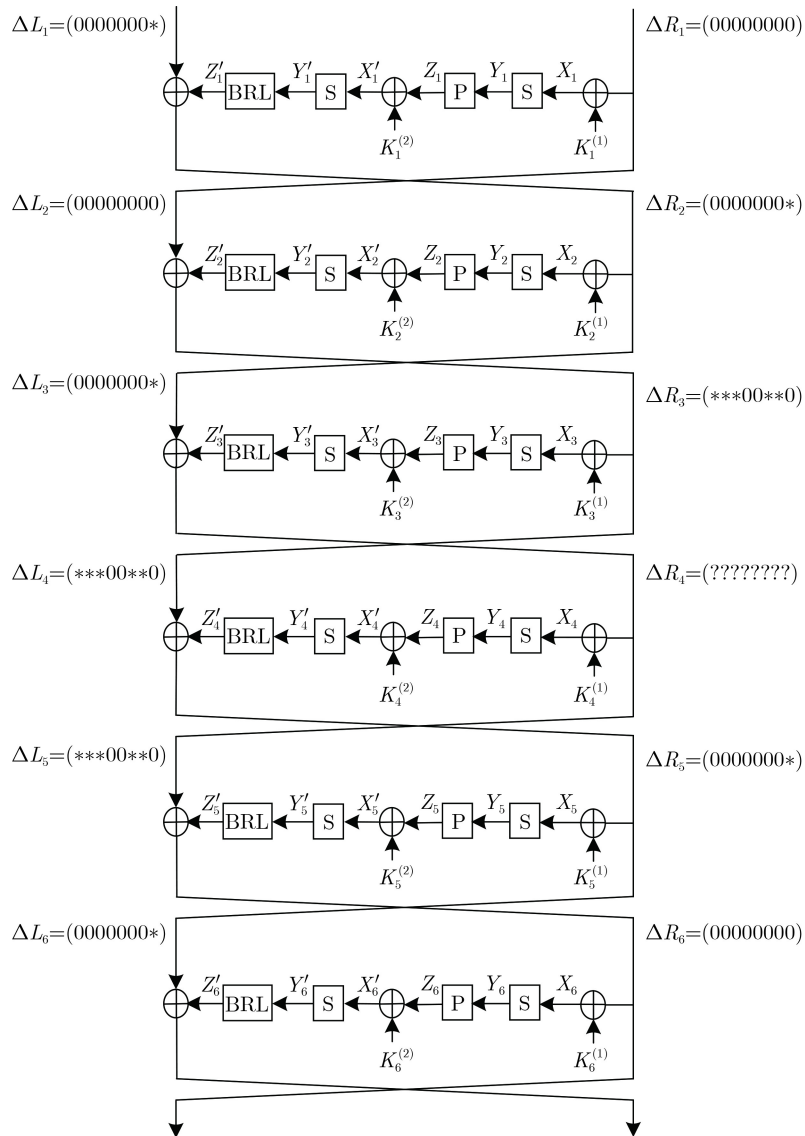 ΔL₁=(0000000*) ΔR₁=(00000000)
Z′₁ BRL Y′₁ S X′₁ Z₁ P Y₁ S X₁
K₁⁽²⁾ K₁⁽¹⁾
ΔL₂=(00000000) ΔR₂=(0000000*)
Z′₂ BRL Y′₂ S X′₂ Z₂ P Y₂ S X₂
K₂⁽²⁾ K₂⁽¹⁾
ΔL₃=(0000000*) ΔR₃=(***00**0)
Z′₃ BRL Y′₃ S X′₃ Z₃ P Y₃ S X₃
K₃⁽²⁾ K₃⁽¹⁾
ΔL₄=(***00**0) ΔR₄=(????????)
Z′₄ BRL Y′₄ S X′₄ Z₄ P Y₄ S X₄
K₄⁽²⁾ K₄⁽¹⁾
ΔL₅=(***00**0) ΔR₅=(0000000*)
Z′₅ BRL Y′₅ S X′₅ Z₅ P Y₅ S X₅
K₅⁽²⁾ K₅⁽¹⁾
ΔL₆=(0000000*) ΔR₆=(00000000)
Z′₆ BRL Y′₆ S X′₆ Z₆ P Y₆ S X₆
K₆⁽²⁾ K₆⁽¹⁾